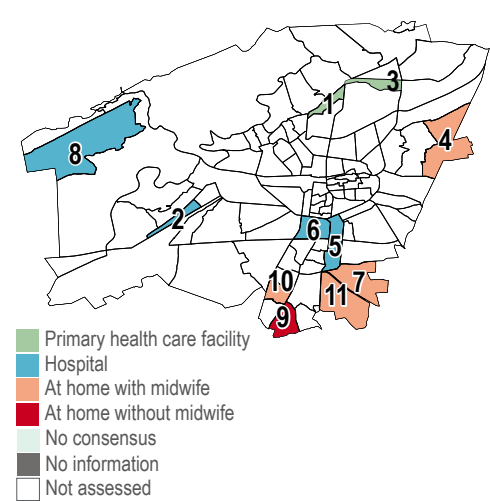 3
1
4
8
2
6
5
10
7
11
9
Primary health care facility
Hospital
At home with midwife
At home without midwife
No consensus
No information
Not assessed